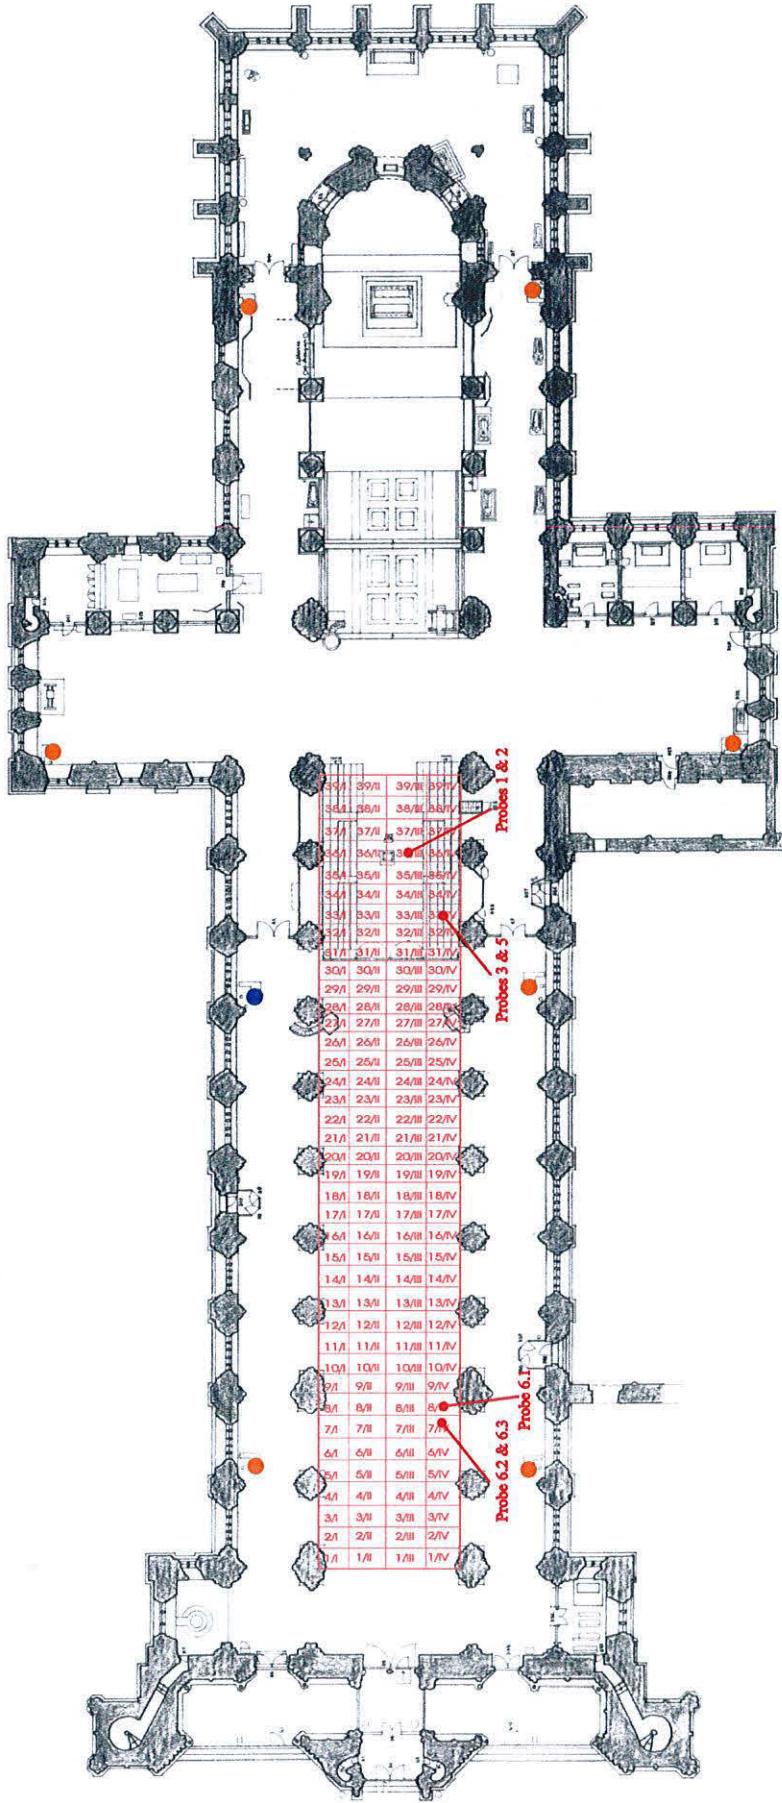 39/I 39/II 39/III 39/IV
38/I 38/II 38/III 38/IV
37/I 37/II 37/III
36/I
35/I 35/II 35/III 35/IV
34/I 34/II 34/III 34/IV
33/I 33/II 33/III
32/I 32/II 32/III 32/IV
31/I 31/II 31/III 31/IV
30/I 30/II 30/III 30/IV
29/I 29/II 29/III 29/IV
28/I 28/II 28/III
27/I 27/II 27/III 27/IV
26/I 26/II 26/III 26/IV
25/I 25/II 25/III 25/IV
24/I 24/II 24/III 24/IV
23/I 23/II 23/III 23/IV
22/I 22/II 22/III 22/IV
21/I 21/II 21/III 21/IV
20/I 20/II 20/III 20/IV
19/I 19/II 19/III 19/IV
18/I 18/II 18/III 18/IV
17/I 17/II 17/III 17/IV
16/I 16/II 16/III 16/IV
15/I 15/II 15/III 15/IV
14/I 14/II 14/III 14/IV
13/I 13/II 13/III 13/IV
12/I 12/II 12/III 12/IV
11/I 11/II 11/III 11/IV
10/I 10/II 10/III 10/IV
9/I 9/II 9/III 9/IV
8/I 8/II 8/III
7/I 7/II 7/III
6/I 6/II 6/III 6/IV
5/I 5/II 5/III 5/IV
4/I 4/II 4/III 4/IV
3/I 3/II 3/III 3/IV
2/I 2/II 2/III 2/IV
1/I 1/II 1/III 1/IV
Probes 1 & 2
Probes 3 & 5
Probe 6.1
Probe 6.2 & 6.3